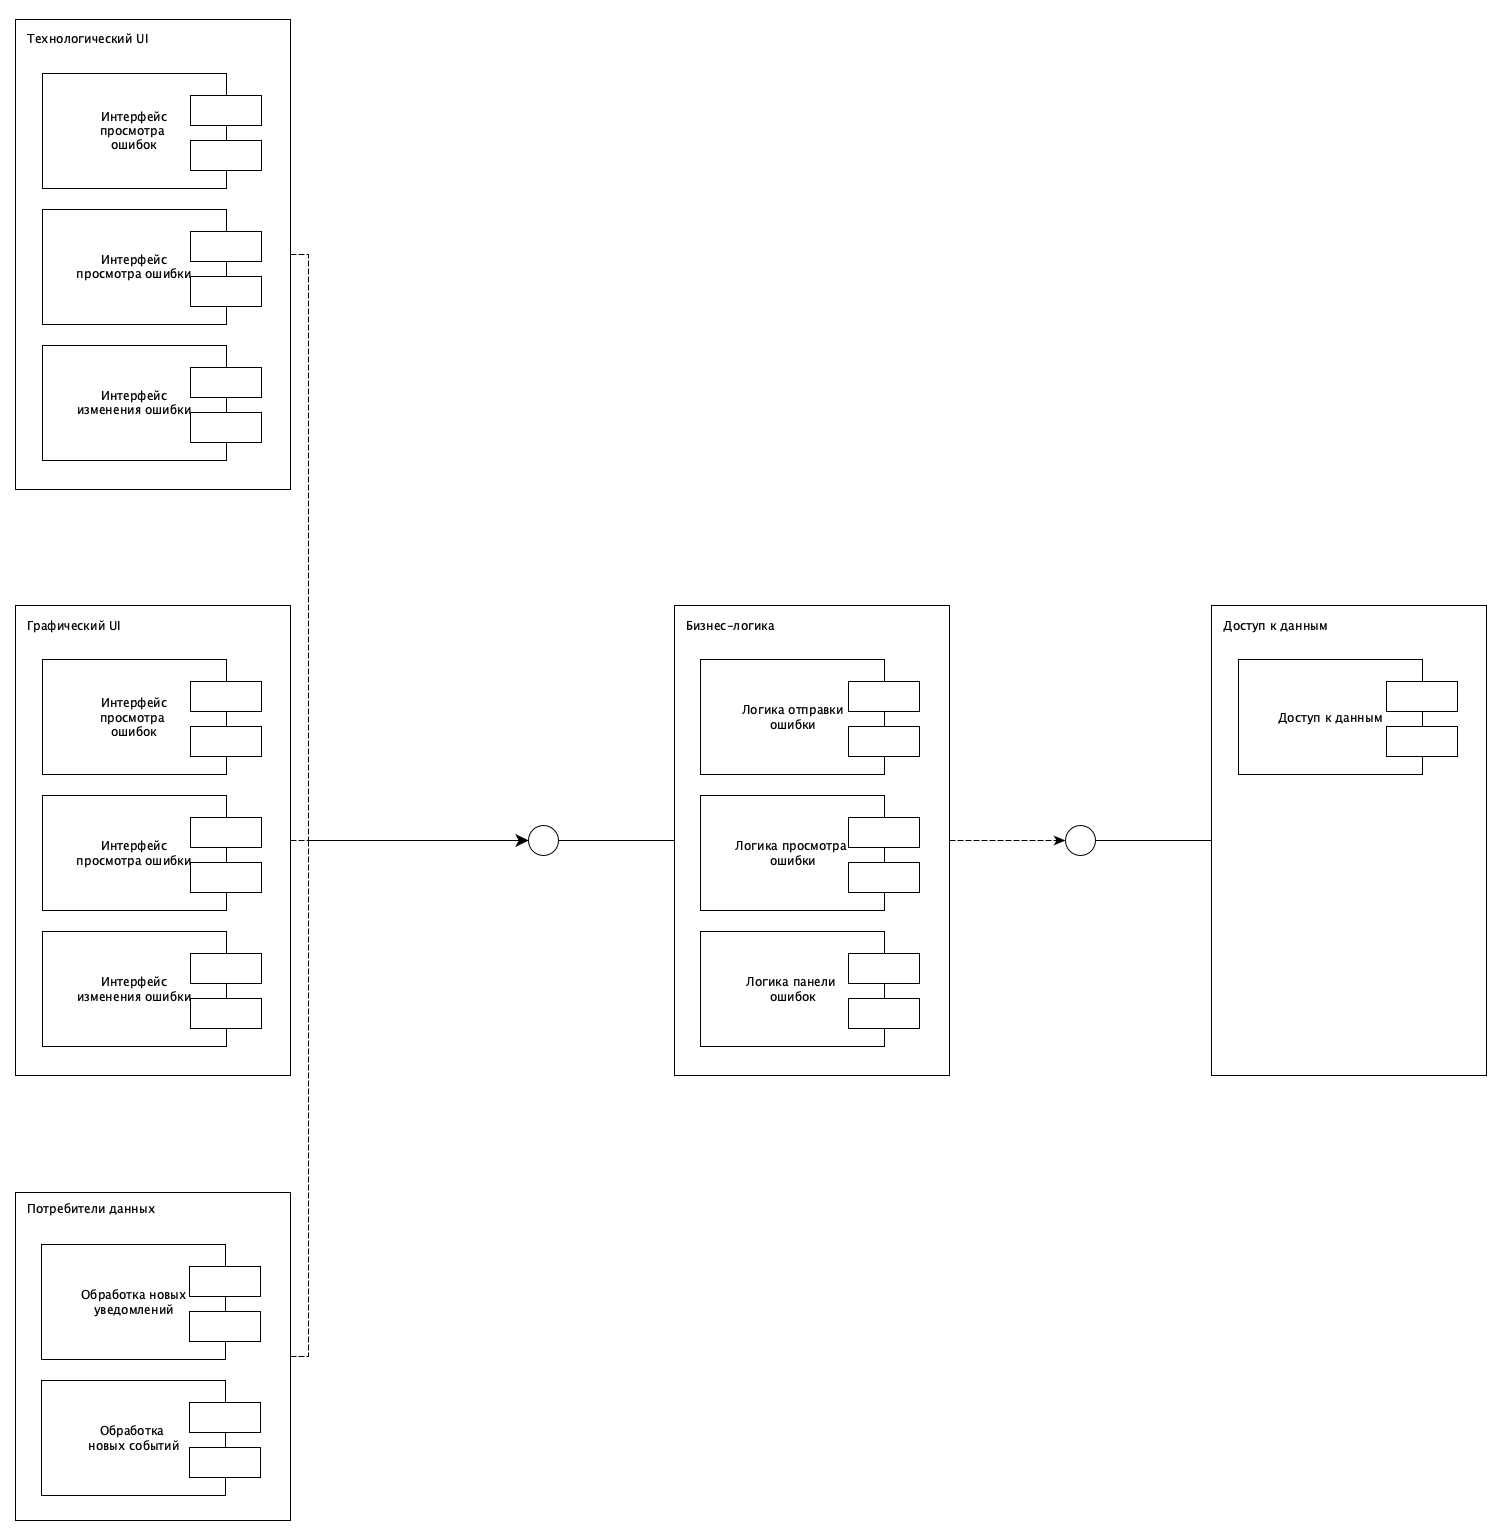 Технологический UI
Интерфейс
просмотра
ошибок
Интерфейс
просмотра ошибки
Интерфейс
изменения ошибки
Графический UI
Интерфейс
просмотра
ошибок
Интерфейс
просмотра ошибки
Интерфейс
изменения ошибки
Потребители данных
Обработка новых
уведомлений
Обработка
новых событий
Бизнес-логика
Логика отправки
ошибки
Логика просмотра
ошибки
Логика панели
ошибок
Доступ к данным
Доступ к данным